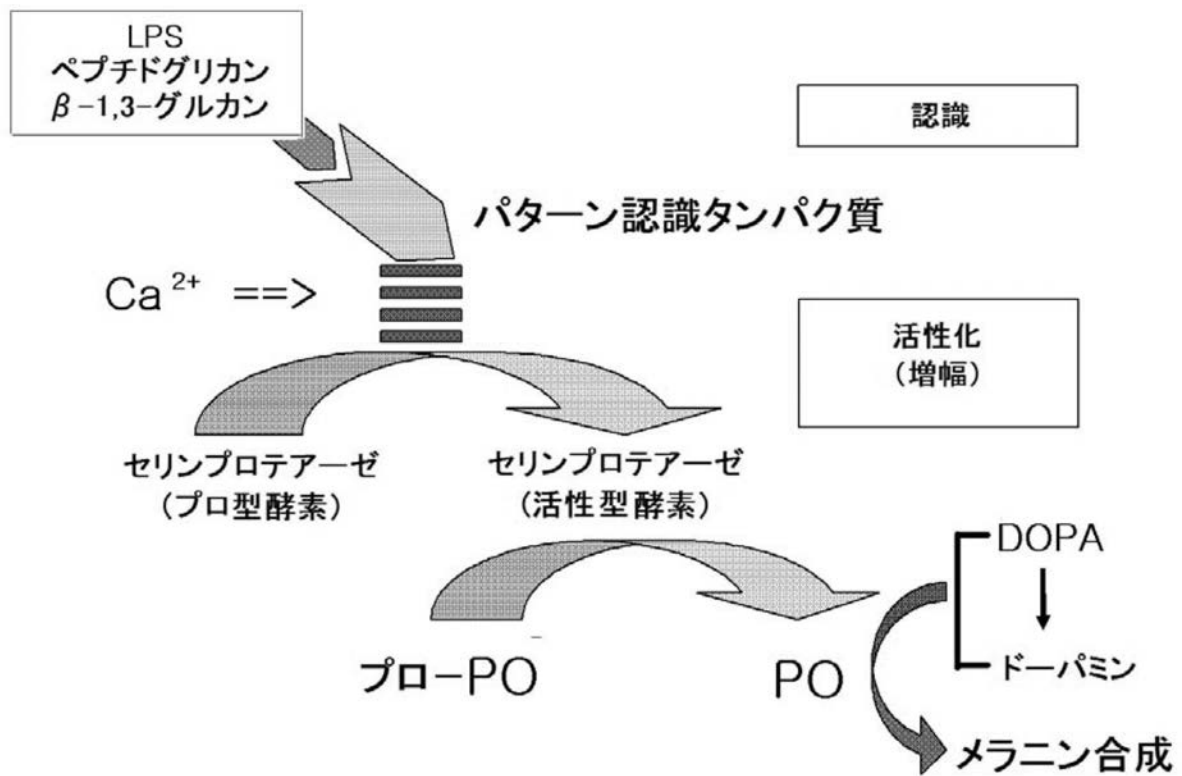 LPS
ペプチドグリカン
β-1,3-グルカン
認識
パターン認識タンパク質
Ca²⁺ ==>
活性化
（増幅）
セリンプロテアーゼ
（プロ型酵素）
セリンプロテアーゼ
（活性型酵素）
DOPA
ドーパミン
プロ-PO
PO
メラニン合成